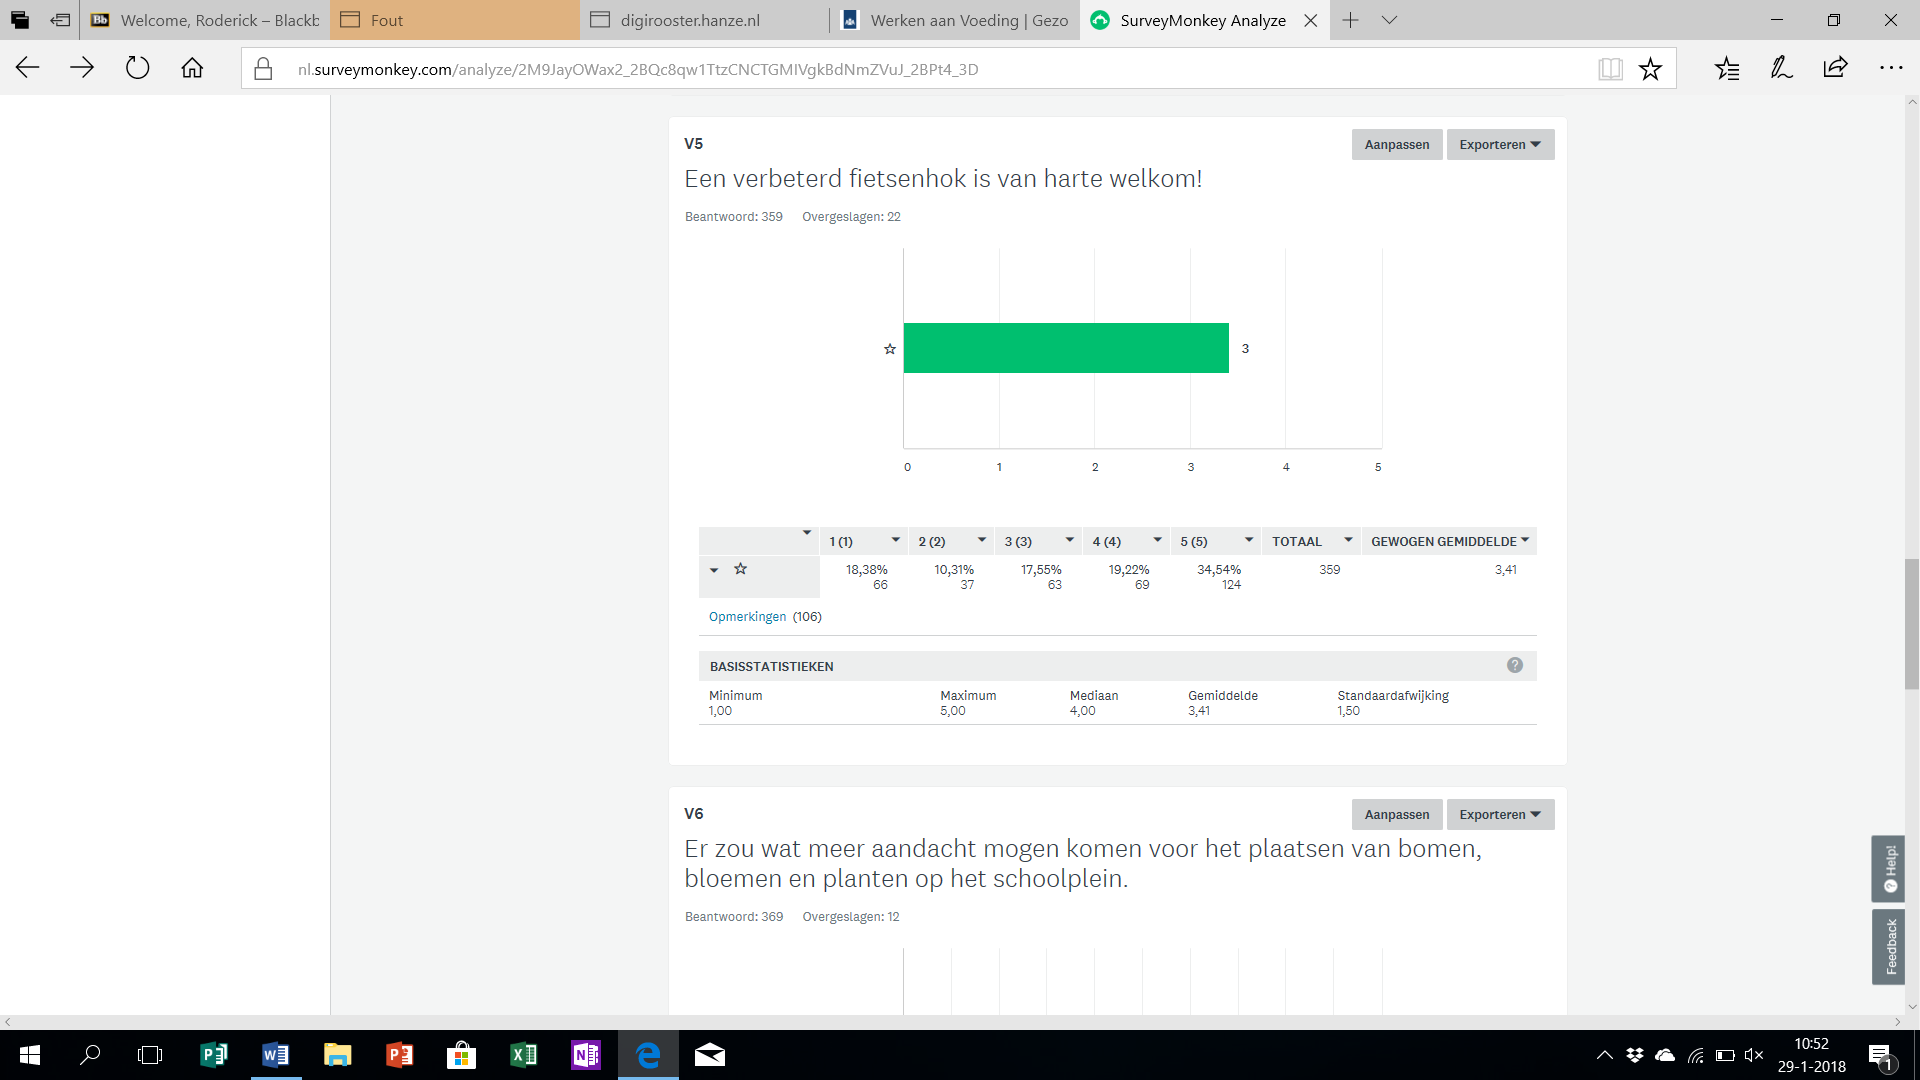 Welcome, Roderick – Blackb
Fout
digirooster.hanze.nl
Werken aan Voeding | Gezo
SurveyMonkey Analyze
nl.surveymonkey.com/analyze/2M9JayOWax2_2BQc8qw1TtzCNCTGMIVgkBdNmZVuJ_2BPt4_3D
V5
Aanpassen
Exporteren
Een verbeterd fietsenhok is van harte welkom!
Beantwoord: 359 Overgeslagen: 22
3
0 1 2 3 4 5
1 (1) 2 (2) 3 (3) 4 (4) 5 (5) TOTAAL GEWOGEN GEMIDDELDE
18,38% 10,31% 17,55% 19,22% 34,54% 359 3,41
66 37 63 69 124
Opmerkingen (106)
BASISSTATISTIEKEN
?
Minimum Maximum Mediaan Gemiddelde Standaardafwijking
1,00 5,00 4,00 3,41 1,50
V6
Aanpassen
Exporteren
Er zou wat meer aandacht mogen komen voor het plaatsen van bomen,
bloemen en planten op het schoolplein.
Beantwoord: 369 Overgeslagen: 12
? Help!
Feedback
10:52
29-1-2018
1